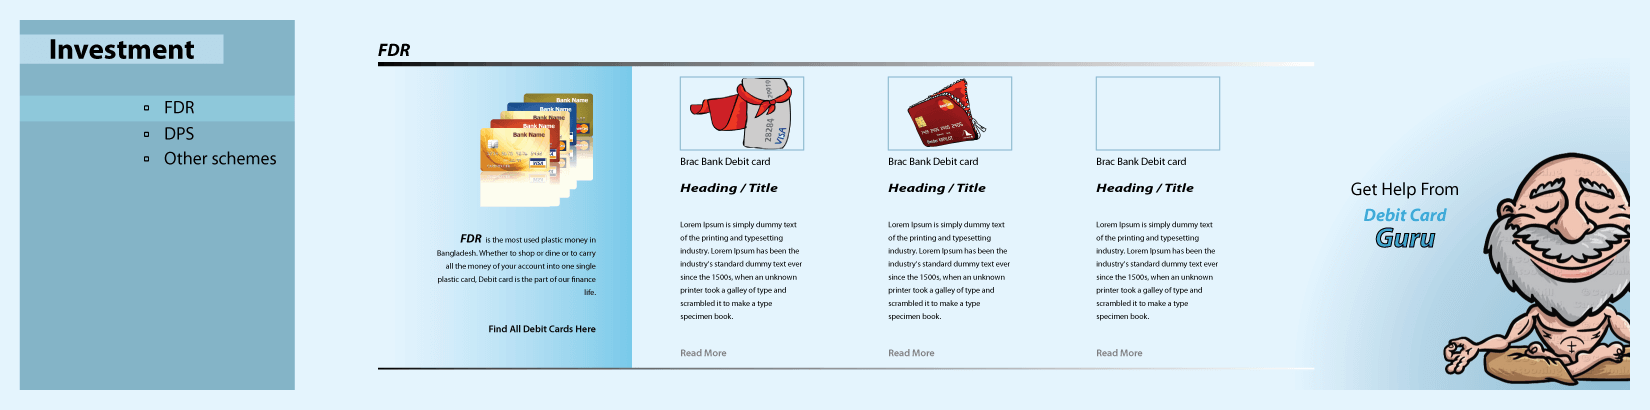 Investment
FDR
DPS
Other schemes
FDR
Bank Name
Bank Name
Bank Name
Bank Name
VISA
FDR is the most used plastic money in
Bangladesh. Whether to shop or dine or to carry
all the money of your account into one single
plastic card, Debit card is the part of our finance
life.
Find All Debit Cards Here
28284
VISA
Brac Bank Debit card
Heading / Title
Lorem Ipsum is simply dummy text
of the printing and typesetting
industry. Lorem Ipsum has been the
industry's standard dummy text ever
since the 1500s, when an unknown
printer took a galley of type and
scrambled it to make a type
specimen book.
Read More
Brac Bank Debit card
Heading / Title
Lorem Ipsum is simply dummy text
of the printing and typesetting
industry. Lorem Ipsum has been the
industry's standard dummy text ever
since the 1500s, when an unknown
printer took a galley of type and
scrambled it to make a type
specimen book.
Read More
Brac Bank Debit card
Heading / Title
Lorem Ipsum is simply dummy text
of the printing and typesetting
industry. Lorem Ipsum has been the
industry's standard dummy text ever
since the 1500s, when an unknown
printer took a galley of type and
scrambled it to make a type
specimen book.
Read More
Get Help From
Debit Card
Guru